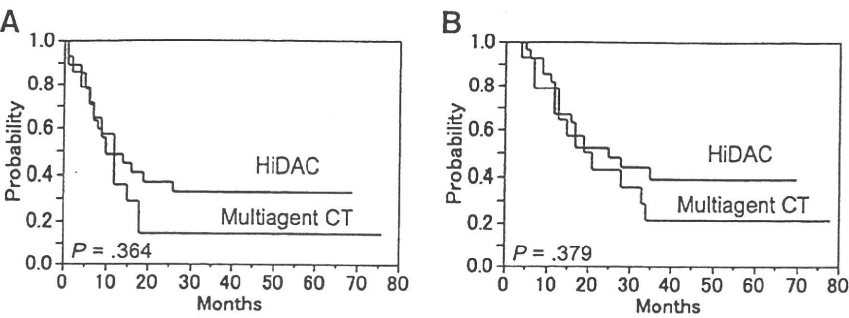 A
1.0
0.8
0.6
0.4
0.2
0.0
Probability
HiDAC
Multiagent CT
P = .364
0 10 20 30 40 50 60 70 80
Months
B
1.0
0.8
0.6
0.4
0.2
0.0
Probability
HiDAC
Multiagent CT
P = .379
0 10 20 30 40 50 60 70 80
Months